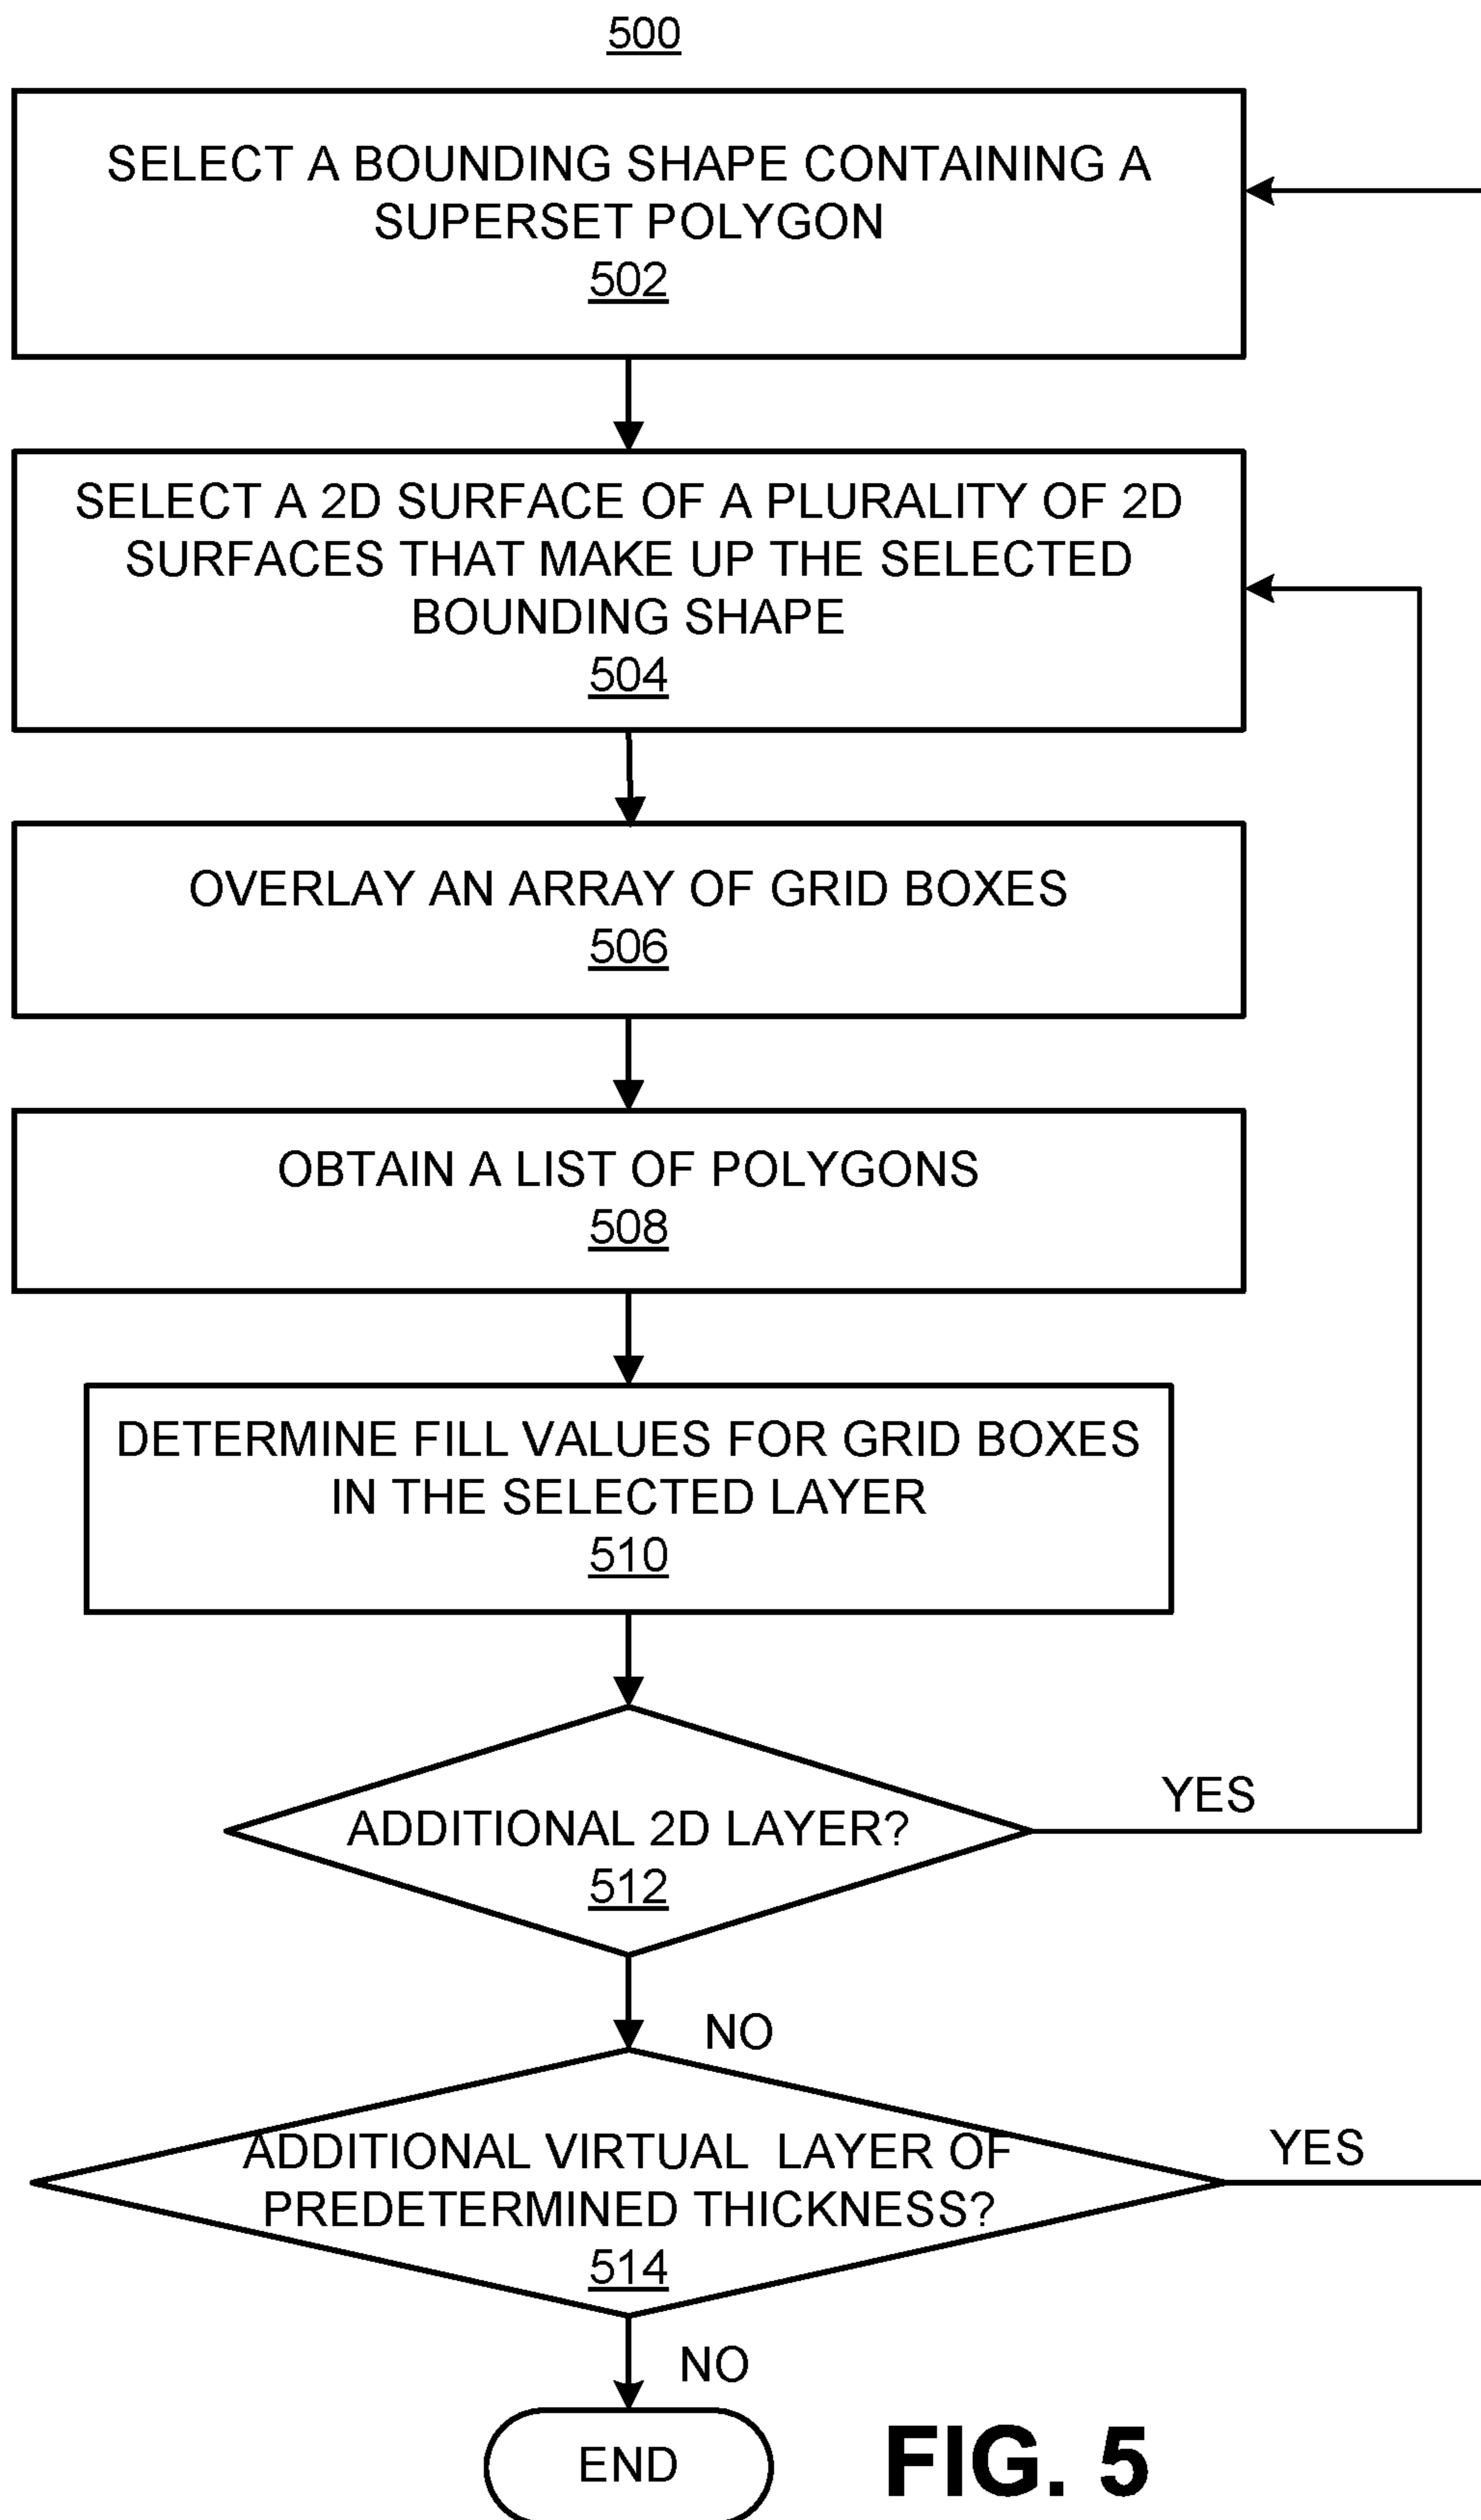 500
SELECT A BOUNDING SHAPE CONTAINING A
SUPERSET POLYGON
502
SELECT A 2D SURFACE OF A PLURALITY OF 2D
SURFACES THAT MAKE UP THE SELECTED
BOUNDING SHAPE
504
OVERLAY AN ARRAY OF GRID BOXES
506
OBTAIN A LIST OF POLYGONS
508
DETERMINE FILL VALUES FOR GRID BOXES
IN THE SELECTED LAYER
510
YES
ADDITIONAL 2D LAYER?
512
NO
ADDITIONAL VIRTUAL LAYER OF
PREDETERMINED THICKNESS?
514
YES
NO
END
FIG. 5